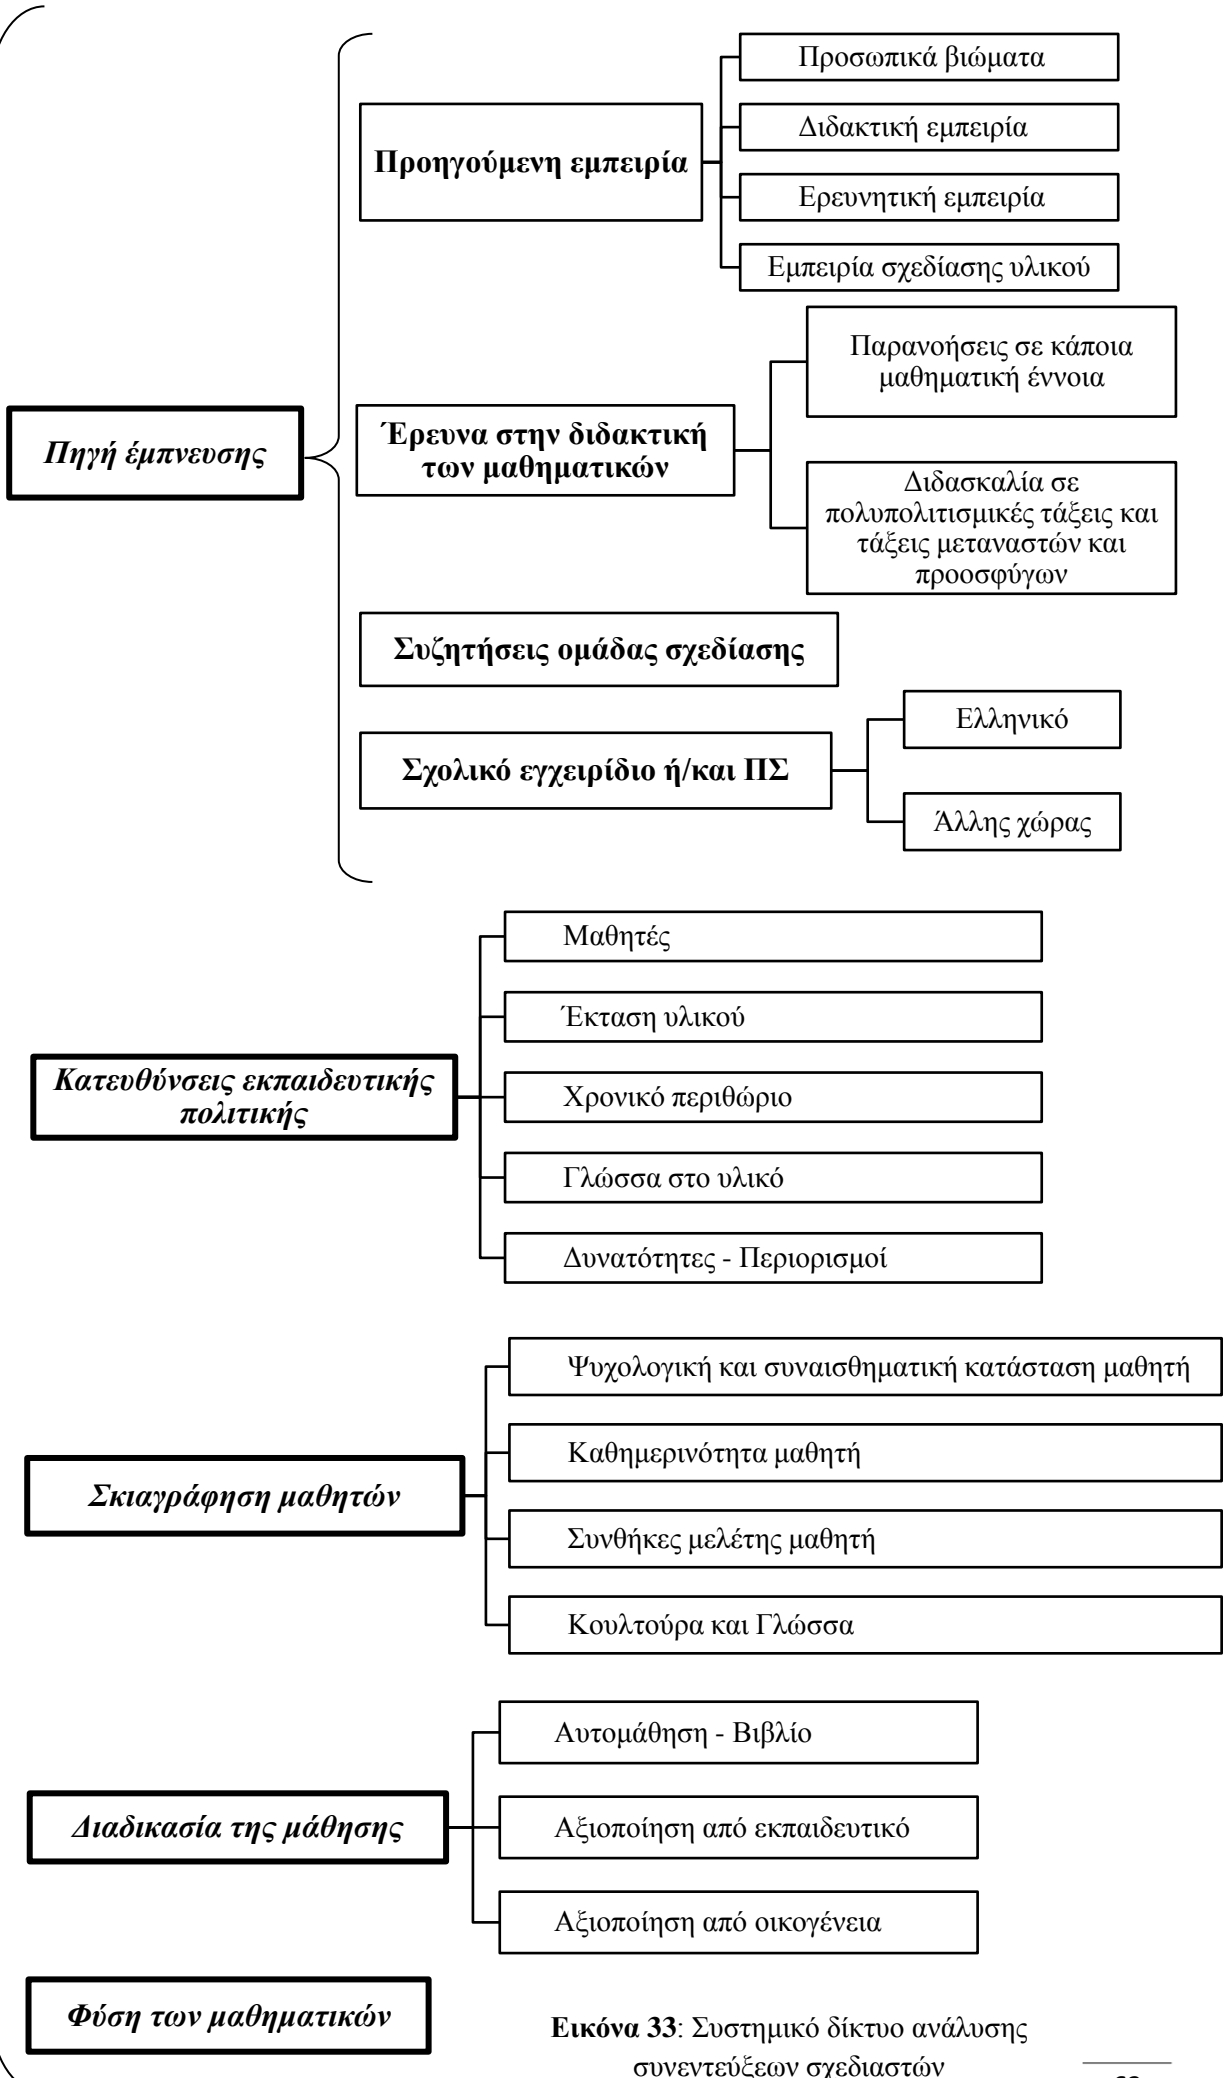 Πηγή έμπνευσης
Προηγούμενη εμπειρία
Προσωπικά βιώματα
Διδακτική εμπειρία
Ερευνητική εμπειρία
Εμπειρία σχεδίασης υλικού
Έρευνα στην διδακτική
των μαθηματικών
Παρανοήσεις σε κάποια
μαθηματική έννοια
Διδασκαλία σε
πολυπολιτισμικές τάξεις και
τάξεις μεταναστών και
προοσφύγων
Συζητήσεις ομάδας σχεδίασης
Σχολικό εγχειρίδιο ή/και ΠΣ
Ελληνικό
Άλλης χώρας
Κατευθύνσεις εκπαιδευτικής
πολιτικής
Μαθητές
Έκταση υλικού
Χρονικό περιθώριο
Γλώσσα στο υλικό
Δυνατότητες - Περιορισμοί
Σκιαγράφηση μαθητών
Ψυχολογική και συναισθηματική κατάσταση μαθητή
Καθημερινότητα μαθητή
Συνθήκες μελέτης μαθητή
Κουλτούρα και Γλώσσα
Διαδικασία της μάθησης
Αυτομάθηση - Βιβλίο
Αξιοποίηση από εκπαιδευτικό
Αξιοποίηση από οικογένεια
Φύση των μαθηματικών
Εικόνα 33: Συστημικό δίκτυο ανάλυσης
συνεντεύξεων σχεδιαστών